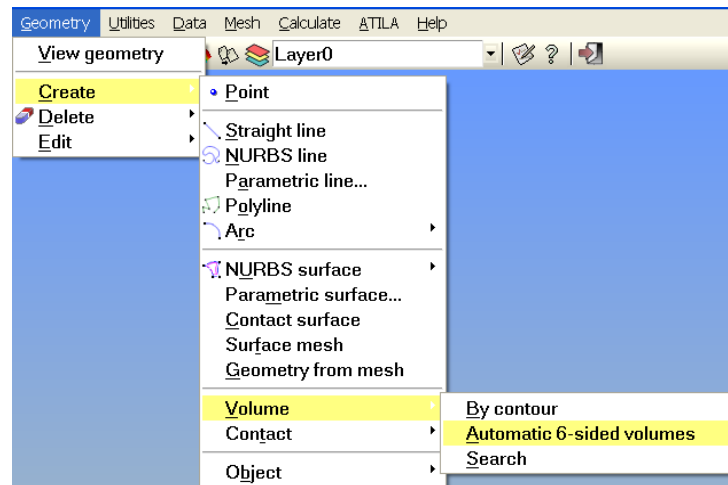 Geometry Utilities Data Mesh Calculate ATILA Help
View geometry
Layer0
Create
Delete
Edit
Point
Straight line
NURBS line
Parametric line...
Polyline
Arc
NURBS surface
Parametric surface...
Contact surface
Surface mesh
Geometry from mesh
Volume
Contact
Object
By contour
Automatic 6-sided volumes
Search